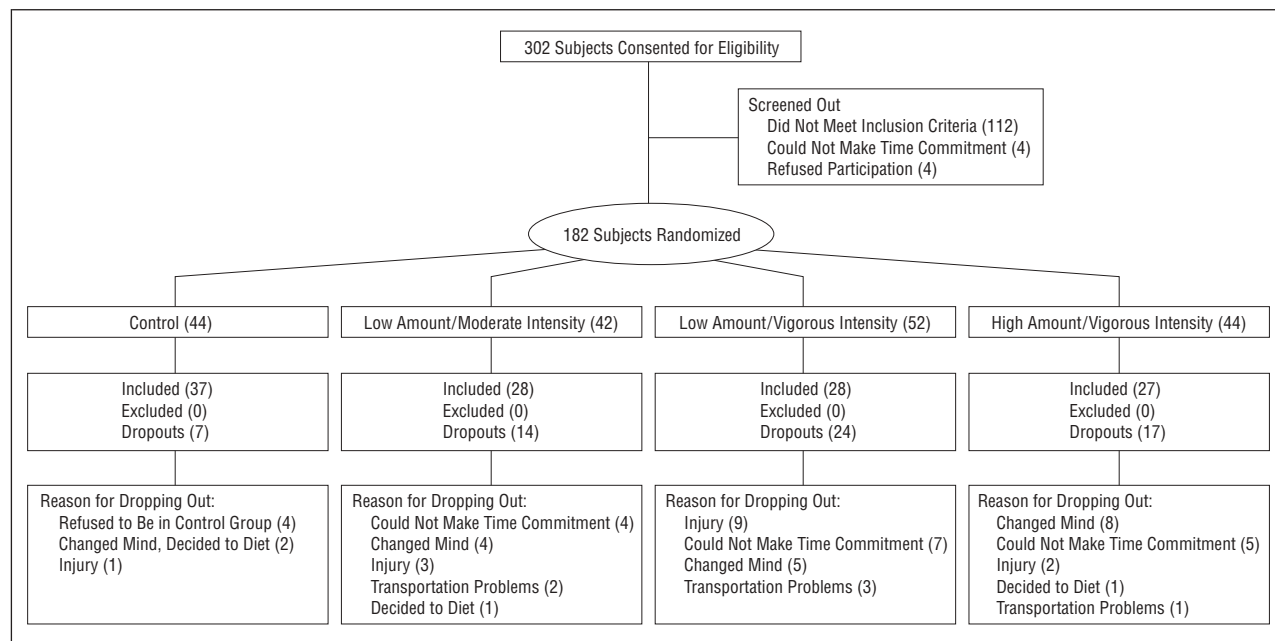 302 Subjects Consented for Eligibility
Screened Out
Did Not Meet Inclusion Criteria (112)
Could Not Make Time Commitment (4)
Refused Participation (4)
182 Subjects Randomized
Control (44)
Low Amount/Moderate Intensity (42)
Low Amount/Vigorous Intensity (52)
High Amount/Vigorous Intensity (44)
Included (37)
Excluded (0)
Dropouts (7)
Included (28)
Excluded (0)
Dropouts (14)
Included (28)
Excluded (0)
Dropouts (24)
Included (27)
Excluded (0)
Dropouts (17)
Reason for Dropping Out:
Refused to Be in Control Group (4)
Changed Mind, Decided to Diet (2)
Injury (1)
Reason for Dropping Out:
Could Not Make Time Commitment (4)
Changed Mind (4)
Injury (3)
Transportation Problems (2)
Decided to Diet (1)
Reason for Dropping Out:
Injury (9)
Could Not Make Time Commitment (7)
Changed Mind (5)
Transportation Problems (3)
Reason for Dropping Out:
Changed Mind (8)
Could Not Make Time Commitment (5)
Injury (2)
Decided to Diet (1)
Transportation Problems (1)